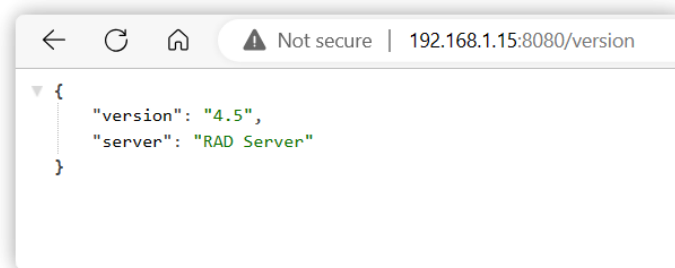 Not secure | 192.168.1.15:8080/version
{
"version": "4.5",
"server": "RAD Server"
}